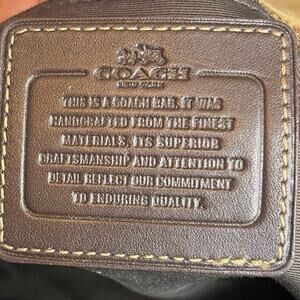 COACH
NEW YORK
THIS IS A COACH BAG. IT WAS
HANDCRAFTED FROM THE FINEST
MATERIALS. ITS SUPERIOR
CRAFTSMANSHIP AND ATTENTION TO
DETAIL REFLECT OUR COMMITMENT
TO ENDURING QUALITY.